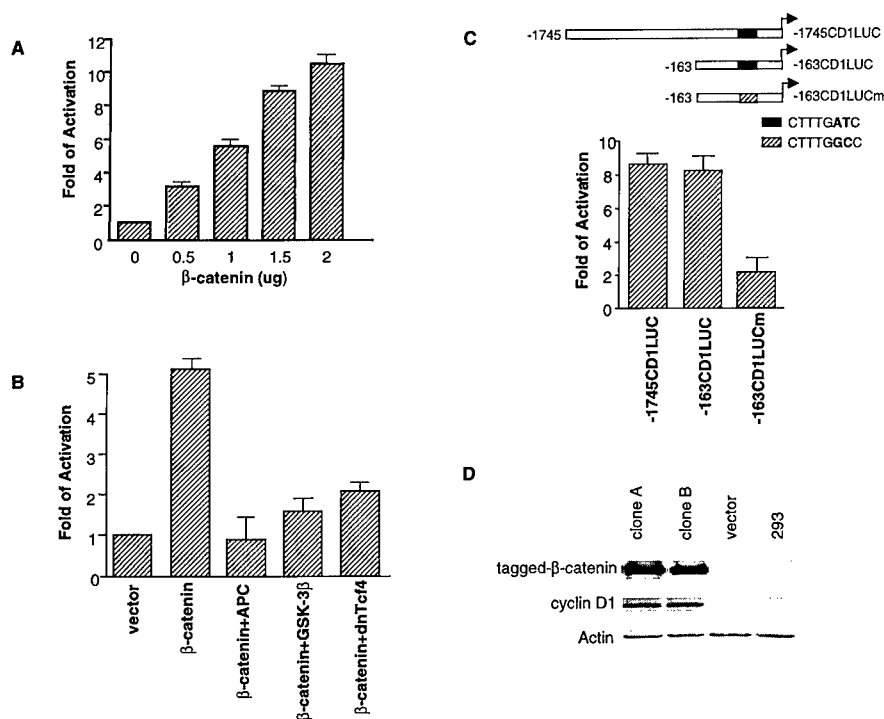 A
Fold of Activation
12
10
8
6
4
2
0
0 0.5 1 1.5 2
β-catenin (ug)
B
Fold of Activation
5
4
2
1
1
vector
β-catenin
β-catenin+APC
β-catenin+GSK-3β
β-catenin+dnTcf4
C
-1745 -1745CD1LUC
-163 -163CD1LUC
-163 -163CD1LUCm
CTTTGATC
CTTTGGCC
Fold of Activation
10
8
6
4
2
0
-1745CD1LUC
-163CD1LUC
-163CD1LUCm
D
clone A clone B vector 293
tagged-β-catenin
cyclin D1
Actin